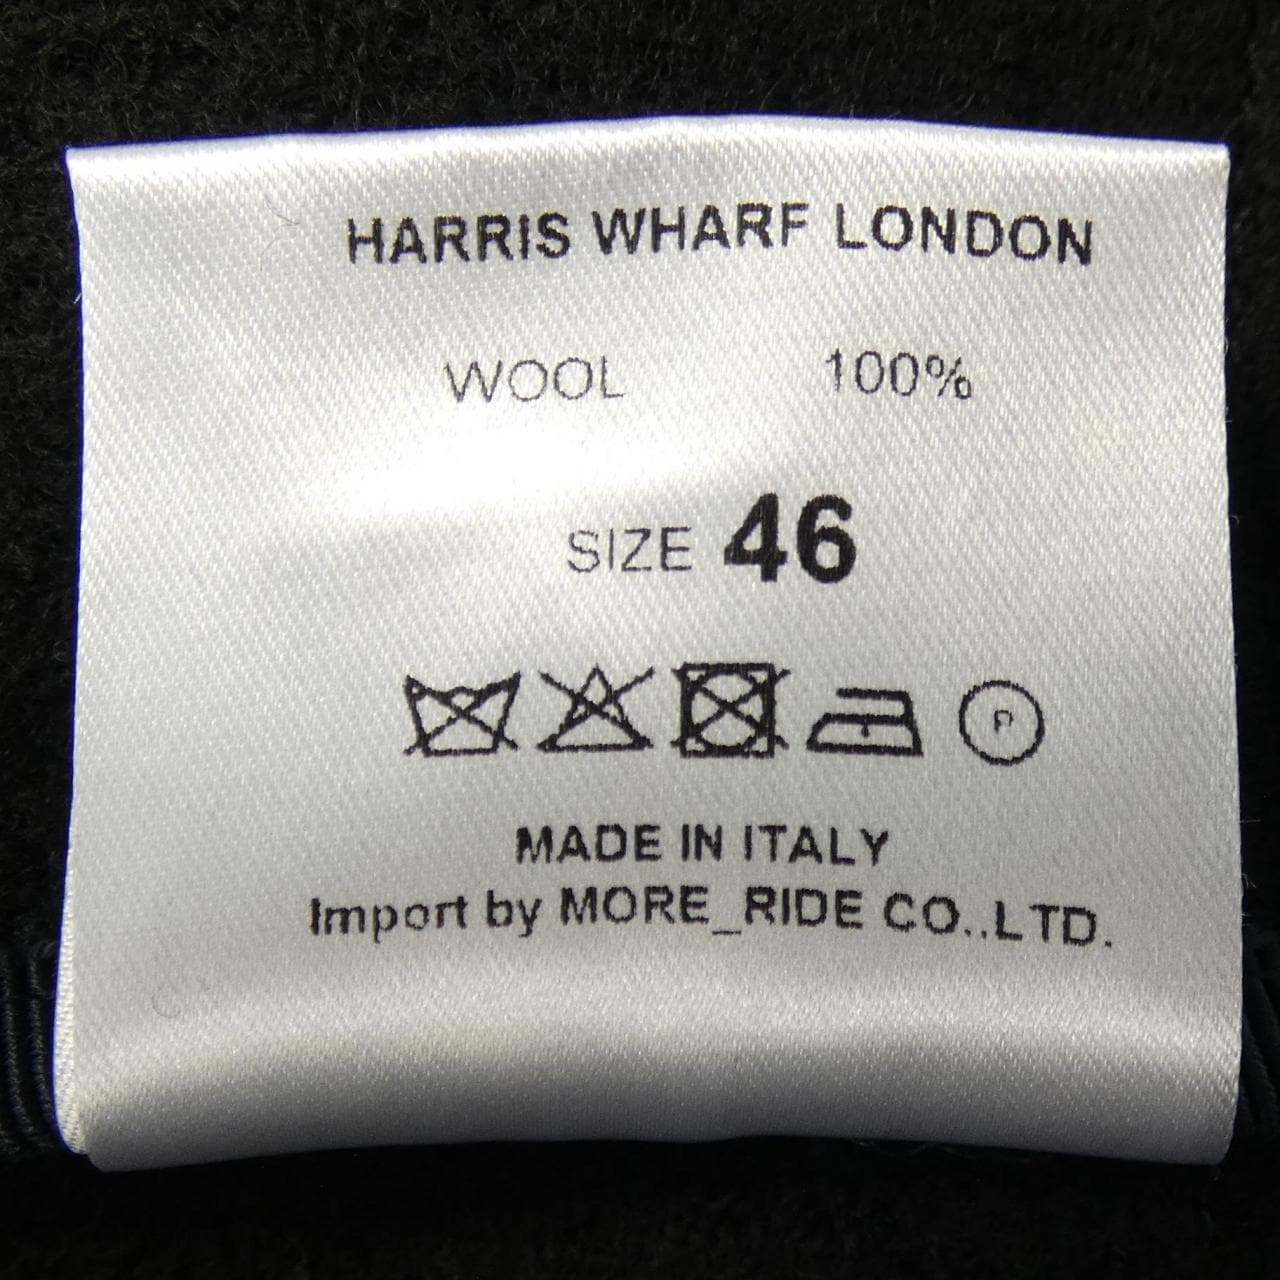 HARRIS WHARF LONDON
WOOL 100%
SIZE 46
P
MADE IN ITALY
Import by MORE_RIDE CO.,LTD.